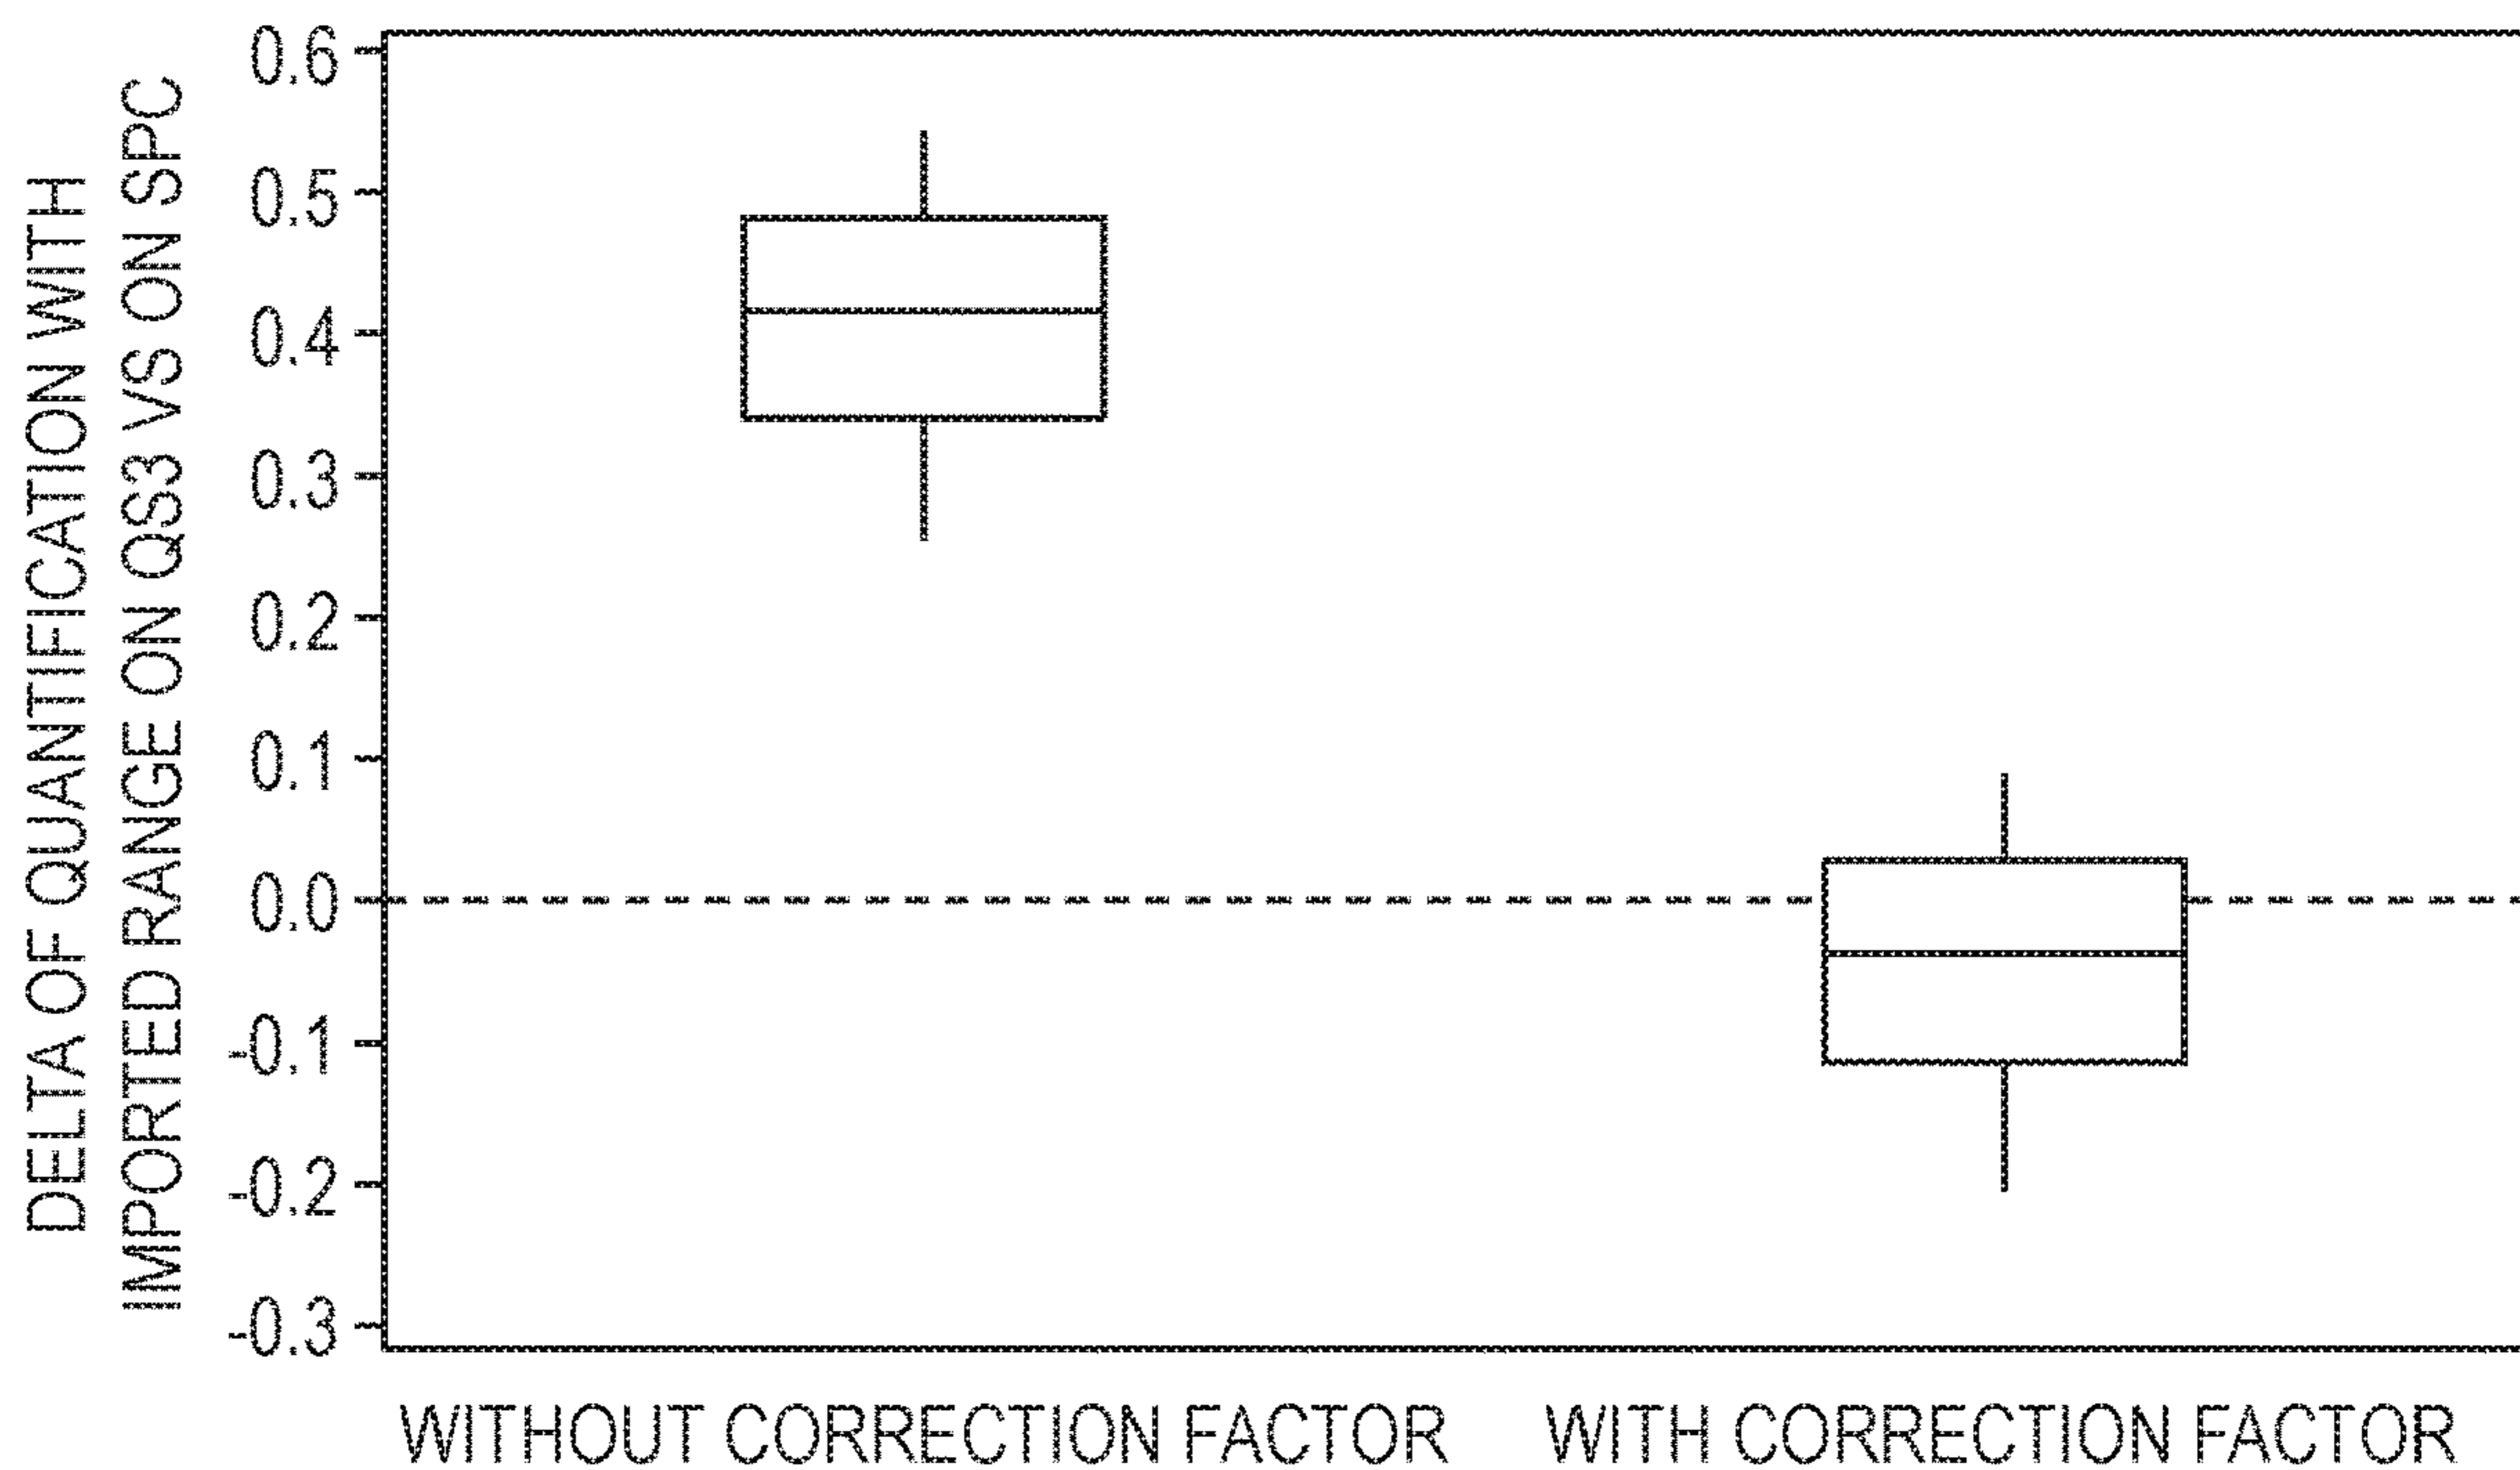 DELTA OF QUANTIFICATION WITH
IMPORTED RANGE ON QS3 VS ON SPC
0.6
0.5
0.4
0.3
0.2
0.1
0.0
-0.1
-0.2
-0.3
WITHOUT CORRECTION FACTOR
WITH CORRECTION FACTOR